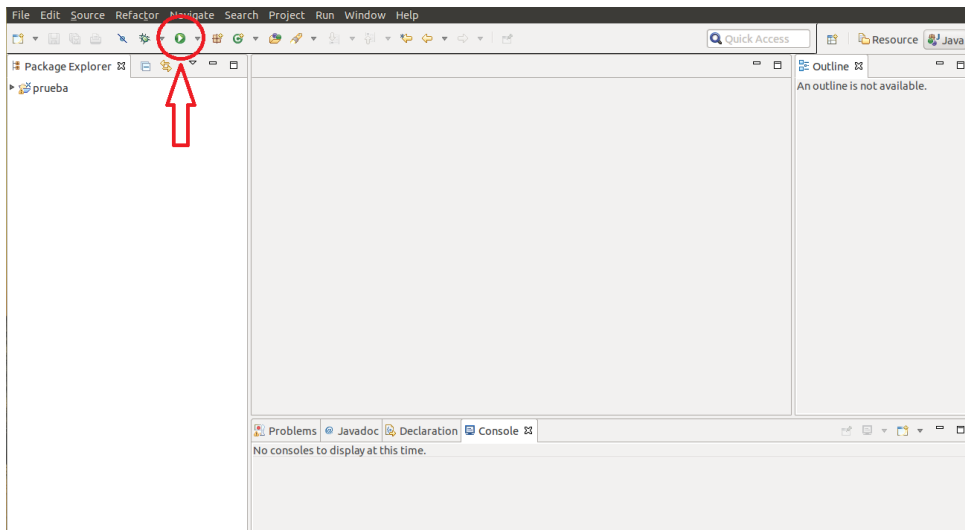 File Edit Source Refactor Navigate Search Project Run Window Help
Quick Access
Resource
Java
Package Explorer
Outline
prueba
An outline is not available.
Problems
Javadoc
Declaration
Console
No consoles to display at this time.